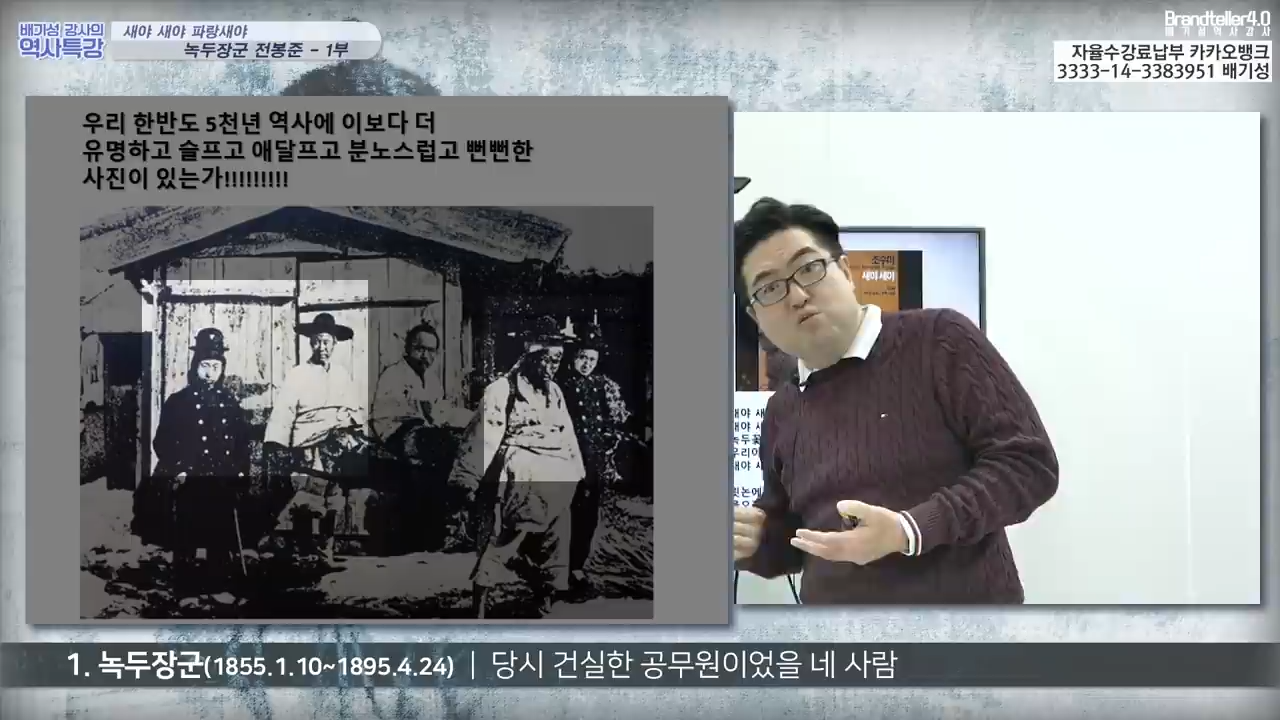 배기성 강사의
역사특강
새야 새야 파랑새야
녹두장군 전봉준 - 1부
Brandteller4.0
배기성역사강사
자율수강료납부 카카오뱅크
3333-14-3383951 배기성
우리 한반도 5천년 역사에 이보다 더
유명하고 슬프고 애달프고 분노스럽고 뻔뻔한
사진이 있는가!!!!!!!!!
조수미
새야 새야
1. 녹두장군(1855.1.10~1895.4.24) | 당시 건실한 공무원이었을 네 사람